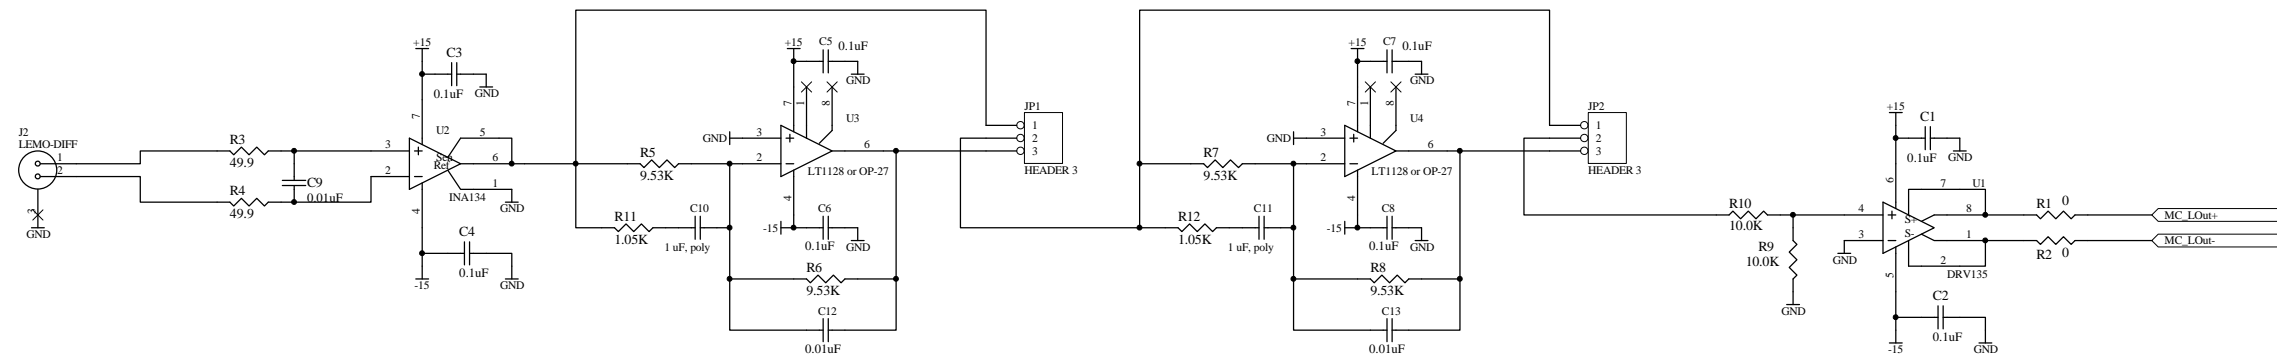 J2
LEMO-DIFF
1
2
3
GND
R3
49.9
R4
49.9
C9
0.01uF
+15
C3
0.1uF
GND
7
U2
3
2
5
6
1
4
Sen
Ref
INA134
GND
C4
0.1uF
GND
-15
R5
9.53K
R11
1.05K
C10
1 uF, poly
+15
C5
0.1uF
GND
7
1
8
U3
GND
3
2
6
LT1128 or OP-27
4
-15
C6
0.1uF
GND
R6
9.53K
C12
0.01uF
JP1
1
2
3
HEADER 3
R7
9.53K
R12
1.05K
C11
1 uF, poly
+15
C7
0.1uF
GND
7
1
8
U4
GND
3
2
6
LT1128 or OP-27
4
-15
C8
0.1uF
GND
R8
9.53K
C13
0.01uF
JP2
1
2
3
HEADER 3
R10
10.0K
R9
10.0K
GND
+15
C1
0.1uF
GND
6
7
U1
4
3
S+
S-
8
1
2
GND
DRV135
5
C2
0.1uF
GND
-15
R1 0
R2 0
MC_LOut+
MC_LOut-